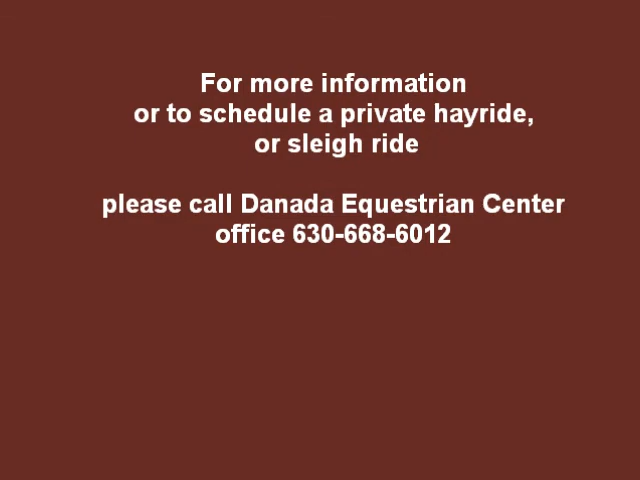 For more information
or to schedule a private hayride,
or sleigh ride
please call Danada Equestrian Center
office 630-668-6012